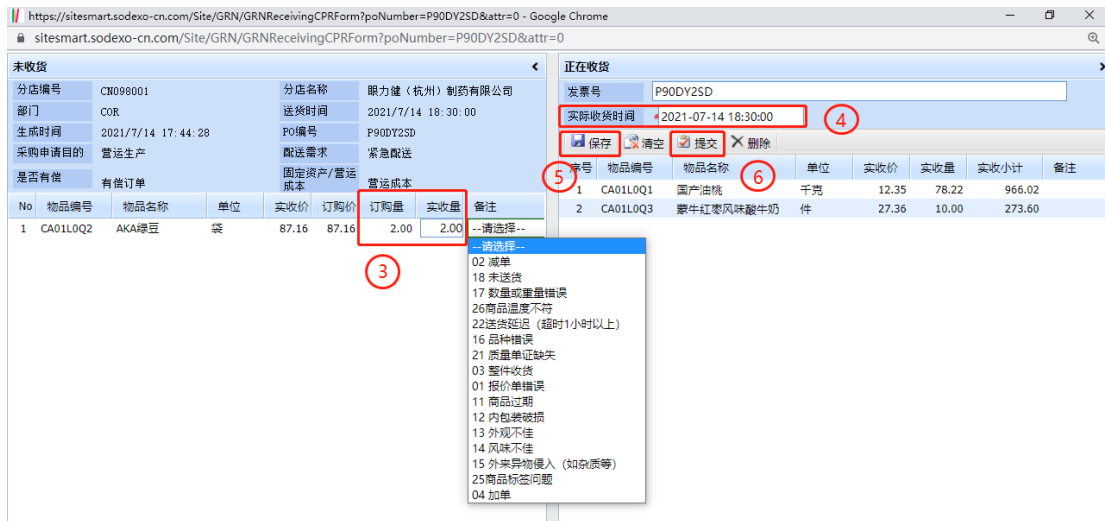 https://sitesmart.sodexo-cn.com/Site/GRN/GRNReceivingCPRForm?poNumber=P90DY2SD&attr=0 - Google Chrome
sitesmart.sodexo-cn.com/Site/GRN/GRNReceivingCPRForm?poNumber=P90DY2SD&attr=0
未收货
分店编号 CN098001 分店名称 眼力健（杭州）制药有限公司
部门 COR 送货时间 2021/7/14 18:30:00
生成时间 2021/7/14 17:44:28 PO编号 P90DY2SD
采购申请目的 营运生产 配送需求 紧急配送
是否有偿 有偿订单 固定资产/营运成本 营运成本
No 物品编号 物品名称 单位 实收价 订购价 订购量 实收量 备注
1 CA01L0Q2 AKA绿豆 袋 87.16 87.16 2.00 2.00 --请选择--
③
--请选择--
02 减单
18 未送货
17 数量或重量错误
26商品温度不符
22送货延迟（超时1小时以上）
16 品种错误
21 质量单证缺失
03 整件收货
01 报价单错误
11 商品过期
12 内包装破损
13 外观不佳
14 风味不佳
15 外来异物侵入（如杂质等）
25商品标签问题
04 加单
正在收货
发票号 P90DY2SD
实际收货时间 *2021-07-14 18:30:00 ④
保存 清空 提交 删除
⑤ ⑥
序号 物品编号 物品名称 单位 实收价 实收量 实收小计 备注
1 CA01L0Q1 国产油桃 千克 12.35 78.22 966.02
2 CA01L0Q3 蒙牛红枣风味酸牛奶 件 27.36 10.00 273.60